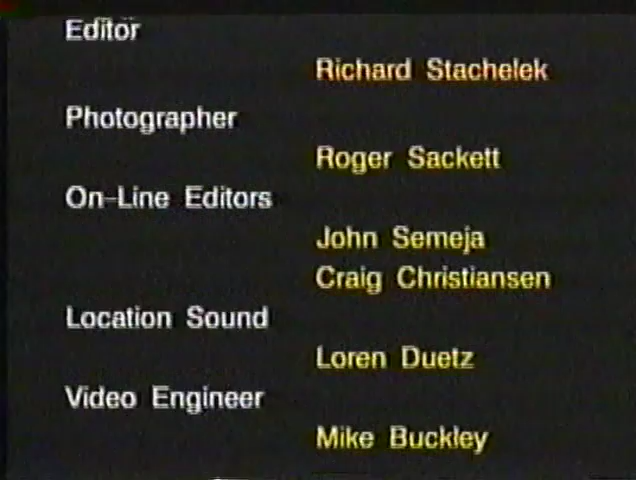 Editor
Richard Stachelek
Photographer
Roger Sackett
On-Line Editors
John Semeja
Craig Christiansen
Location Sound
Loren Duetz
Video Engineer
Mike Buckley